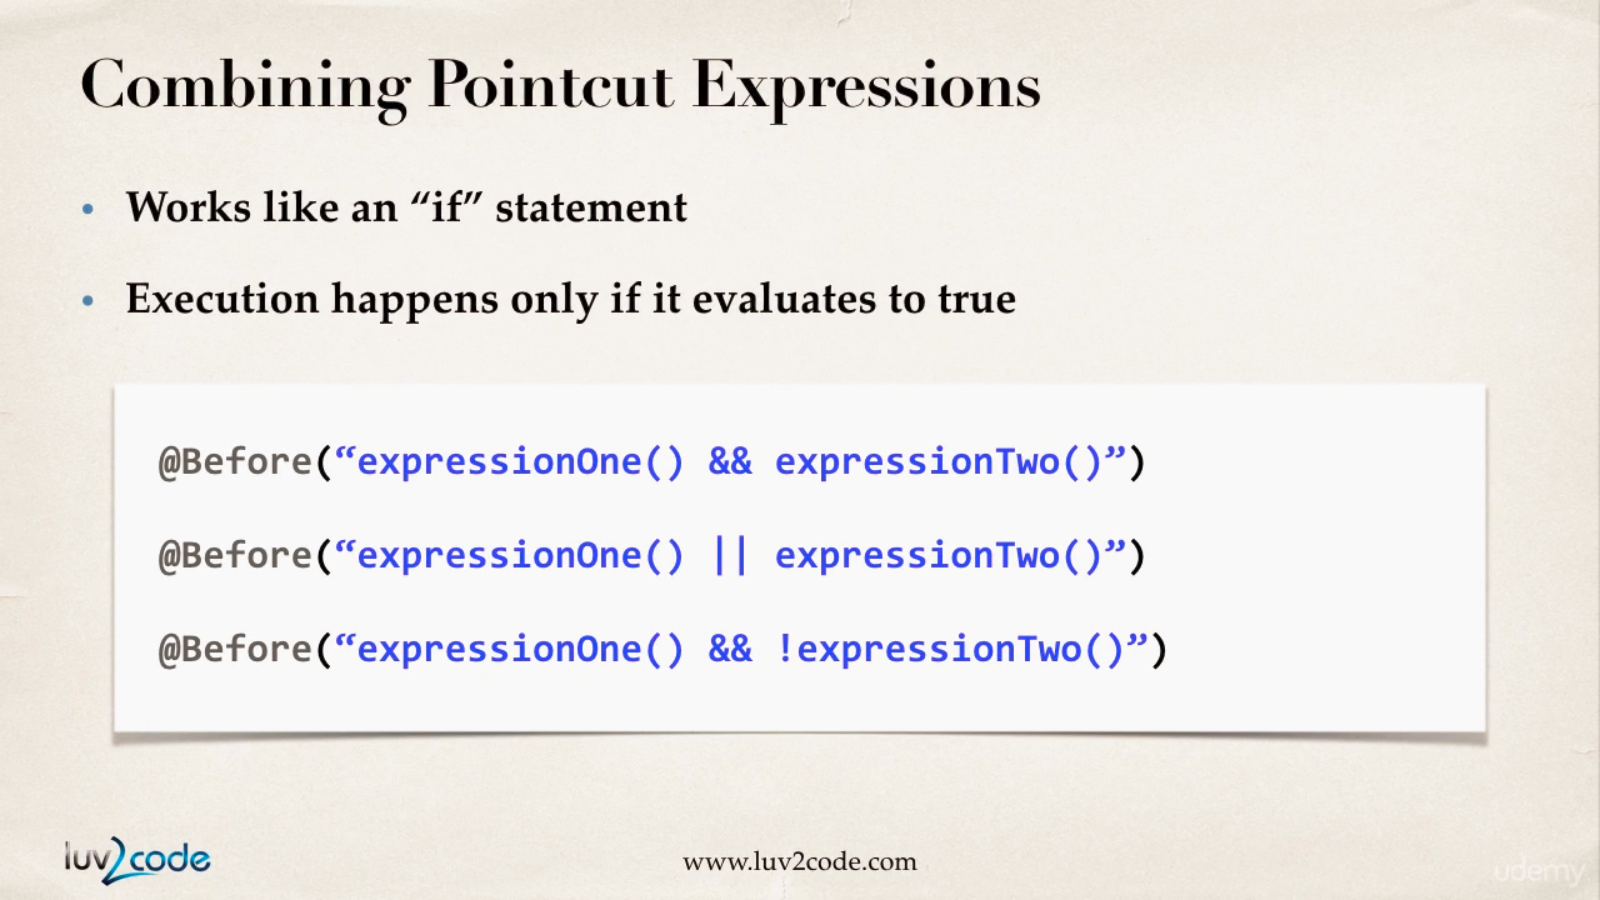 Combining Pointcut Expressions
• Works like an “if” statement
• Execution happens only if it evaluates to true
@Before(“expressionOne() && expressionTwo()”)
@Before(“expressionOne() || expressionTwo()”)
@Before(“expressionOne() && !expressionTwo()”)
luv2code
www.luv2code.com
udemy